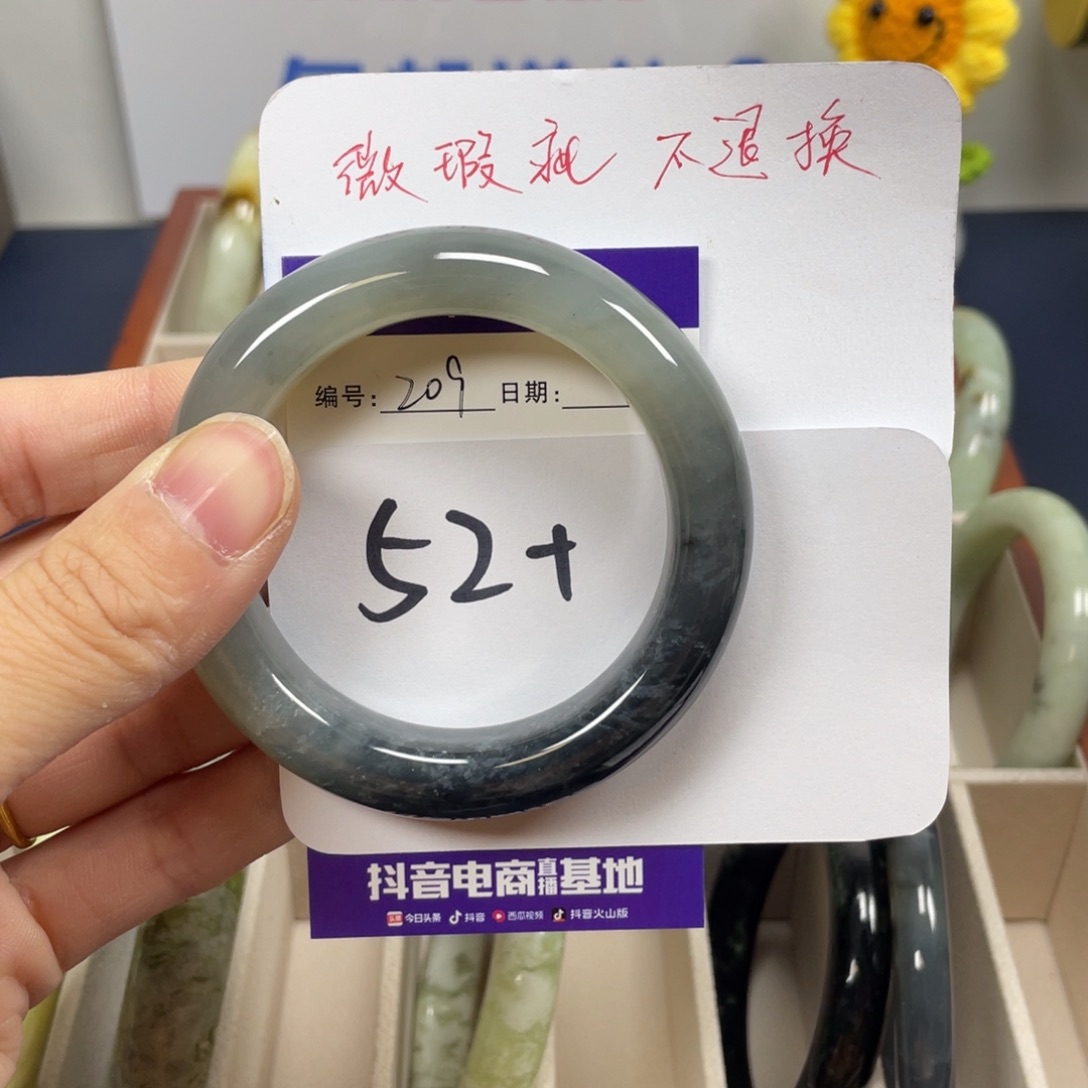 微瑕疵 不退换
编号: 209 日期:
52+
抖音电商直播基地
今日头条 抖音 西瓜视频 抖音火山版